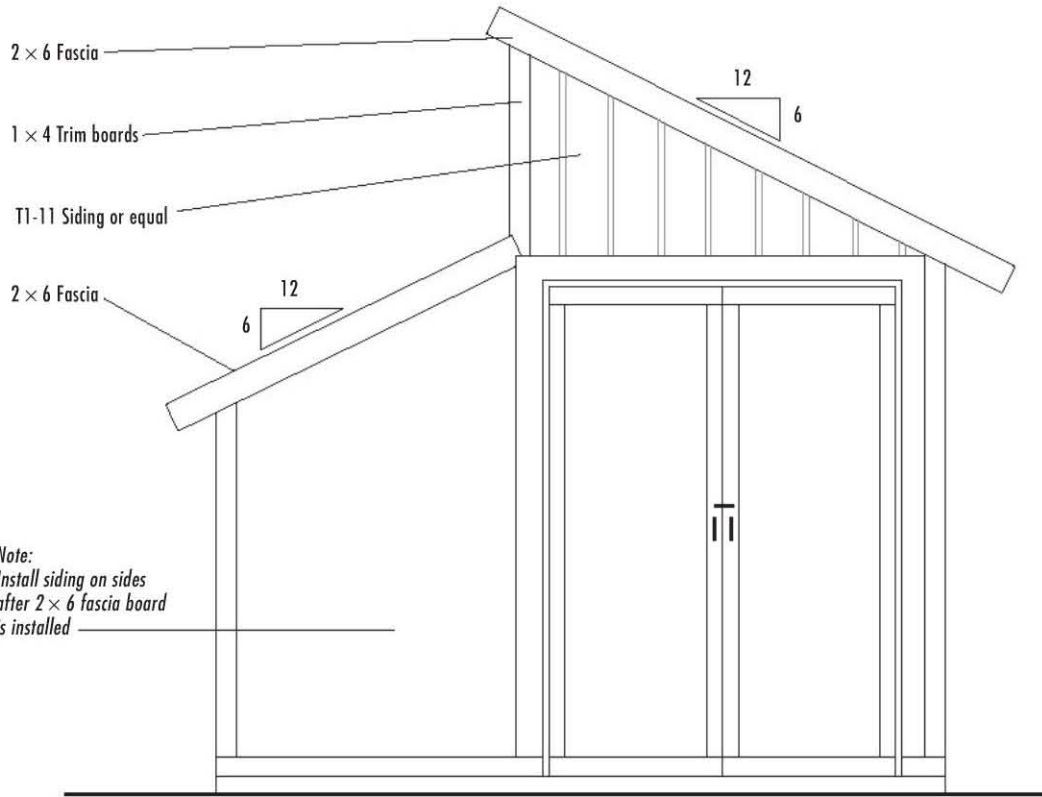 2 × 6 Fascia
12
6
1 × 4 Trim boards
T1-11 Siding or equal
2 × 6 Fascia
12
6
Note:
Install siding on sides
after 2 × 6 fascia board
is installed